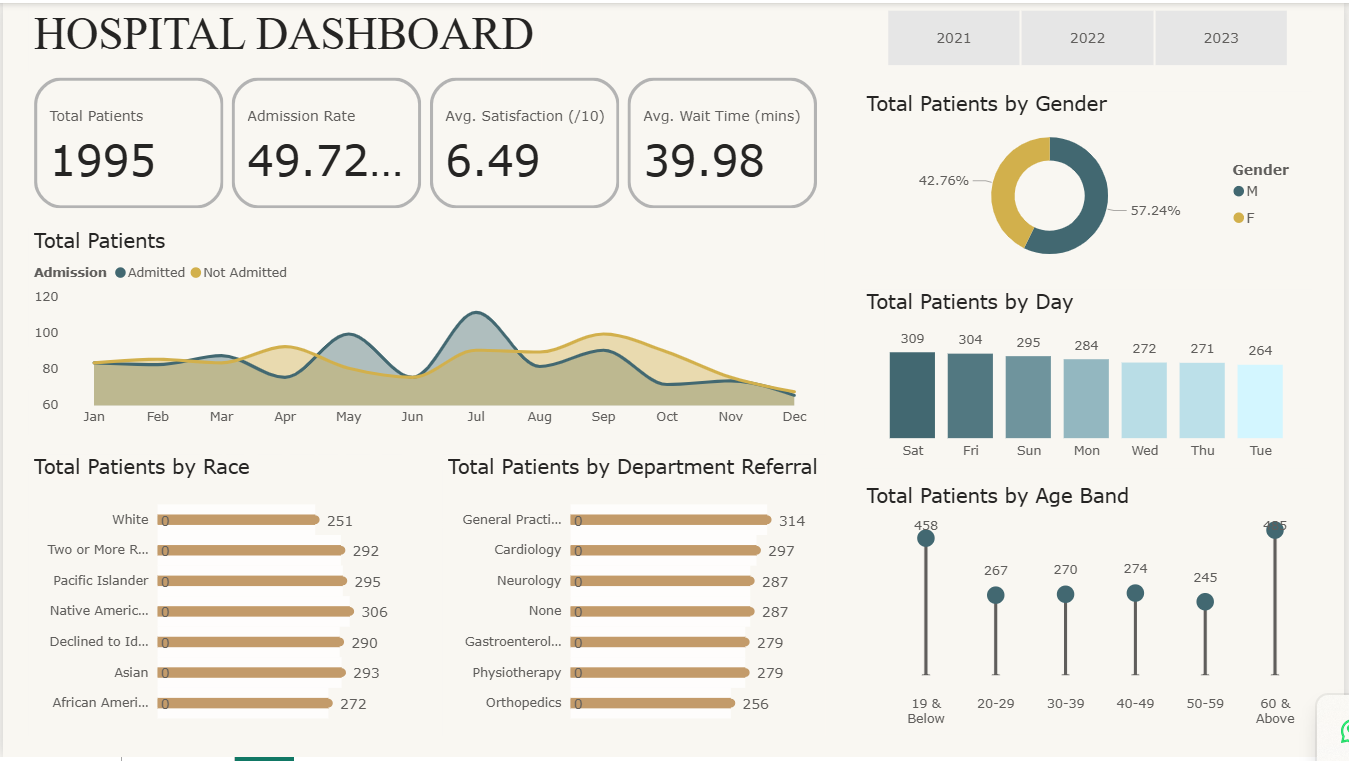 HOSPITAL DASHBOARD
2021 2022 2023
Total Patients
1995
Admission Rate
49.72...
Avg. Satisfaction (/10)
6.49
Avg. Wait Time (mins)
39.98
Total Patients
Admission Admitted Not Admitted
120
100
80
60
Jan Feb Mar Apr May Jun Jul Aug Sep Oct Nov Dec
Total Patients by Race
White 0 251
Two or More R... 0 292
Pacific Islander 0 295
Native Americ... 0 306
Declined to Id... 0 290
Asian 0 293
African Ameri... 0 272
Total Patients by Department Referral
General Practi... 0 314
Cardiology 0 297
Neurology 0 287
None 0 287
Gastroenterol... 0 279
Physiotherapy 0 279
Orthopedics 0 256
Total Patients by Gender
42.76%
57.24%
Gender
M
F
Total Patients by Day
309 304 295 284 272 271 264
Sat Fri Sun Mon Wed Thu Tue
Total Patients by Age Band
458 267 270 274 245
19 & Below 20-29 30-39 40-49 50-59 60 & Above